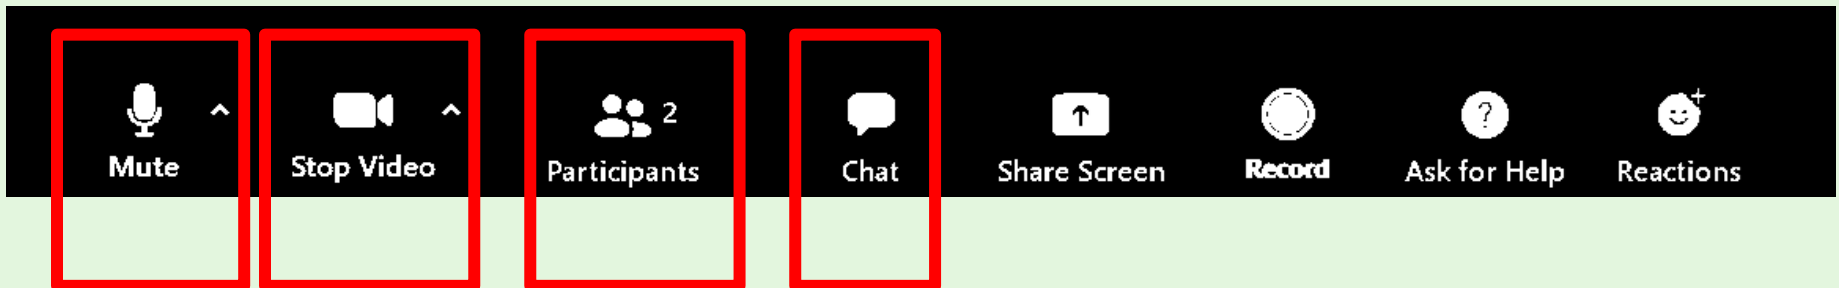 Mute
Stop Video
2
Participants
Chat
Share Screen
Record
?
Ask for Help
Reactions